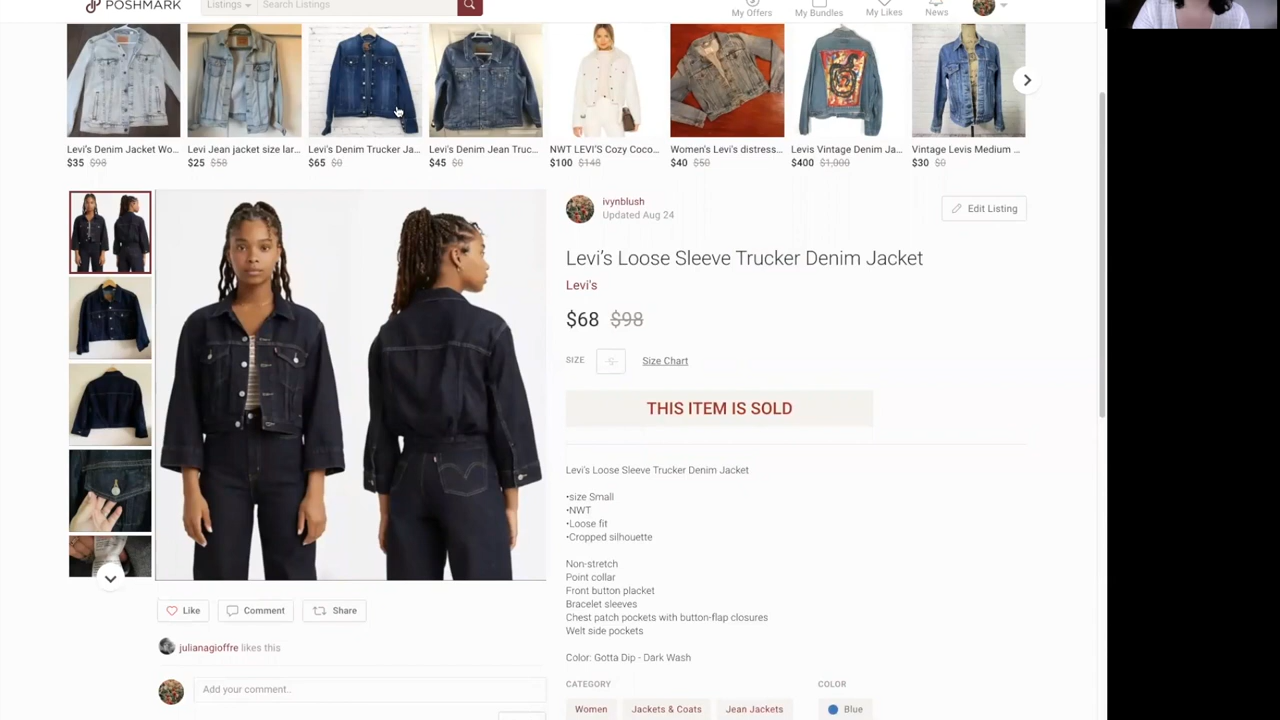 POSHMARK
Listings
Search Listings
My Offers
My Bundles
My Likes
News
Levi's Denim Jacket Wo...
$35 $98
Levi Jean jacket size lar...
$25 $58
Levi's Denim Trucker Ja...
$65 $0
Levi's Denim Jean Truc...
$45 $0
NWT LEVI'S Cozy Coco...
$100 $148
Women's Levi's distress...
$40 $50
Levis Vintage Denim Ja...
$400 $1,000
Vintage Levis Medium ...
$30 $0
ivynblush
Updated Aug 24
Edit Listing
Levi's Loose Sleeve Trucker Denim Jacket
Levi's
$68 $98
SIZE S Size Chart
THIS ITEM IS SOLD
Levi's Loose Sleeve Trucker Denim Jacket
•size Small
•NWT
•Loose fit
•Cropped silhouette
Non-stretch
Point collar
Front button placket
Bracelet sleeves
Chest patch pockets with button-flap closures
Welt side pockets
Color: Gotta Dip - Dark Wash
CATEGORY
Women
Jackets & Coats
Jean Jackets
COLOR
Blue
Like
Comment
Share
julianagioffre likes this
Add your comment..